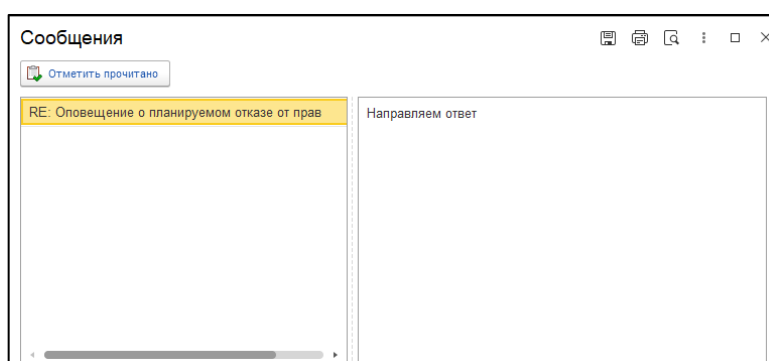 Сообщения
Отметить прочитано
RE: Оповещение о планируемом отказе от прав
Направляем ответ